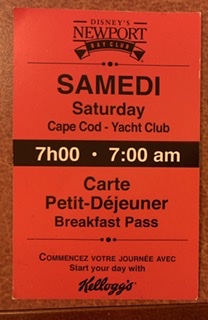 DISNEY'S
NEWPORT
BAY CLUB
SAMEDI
Saturday
Cape Cod - Yacht Club
7h00 • 7:00 am
Carte
Petit-Déjeuner
Breakfast Pass
COMMENCEZ VOTRE JOURNÉE AVEC
Start your day with
Kellogg's